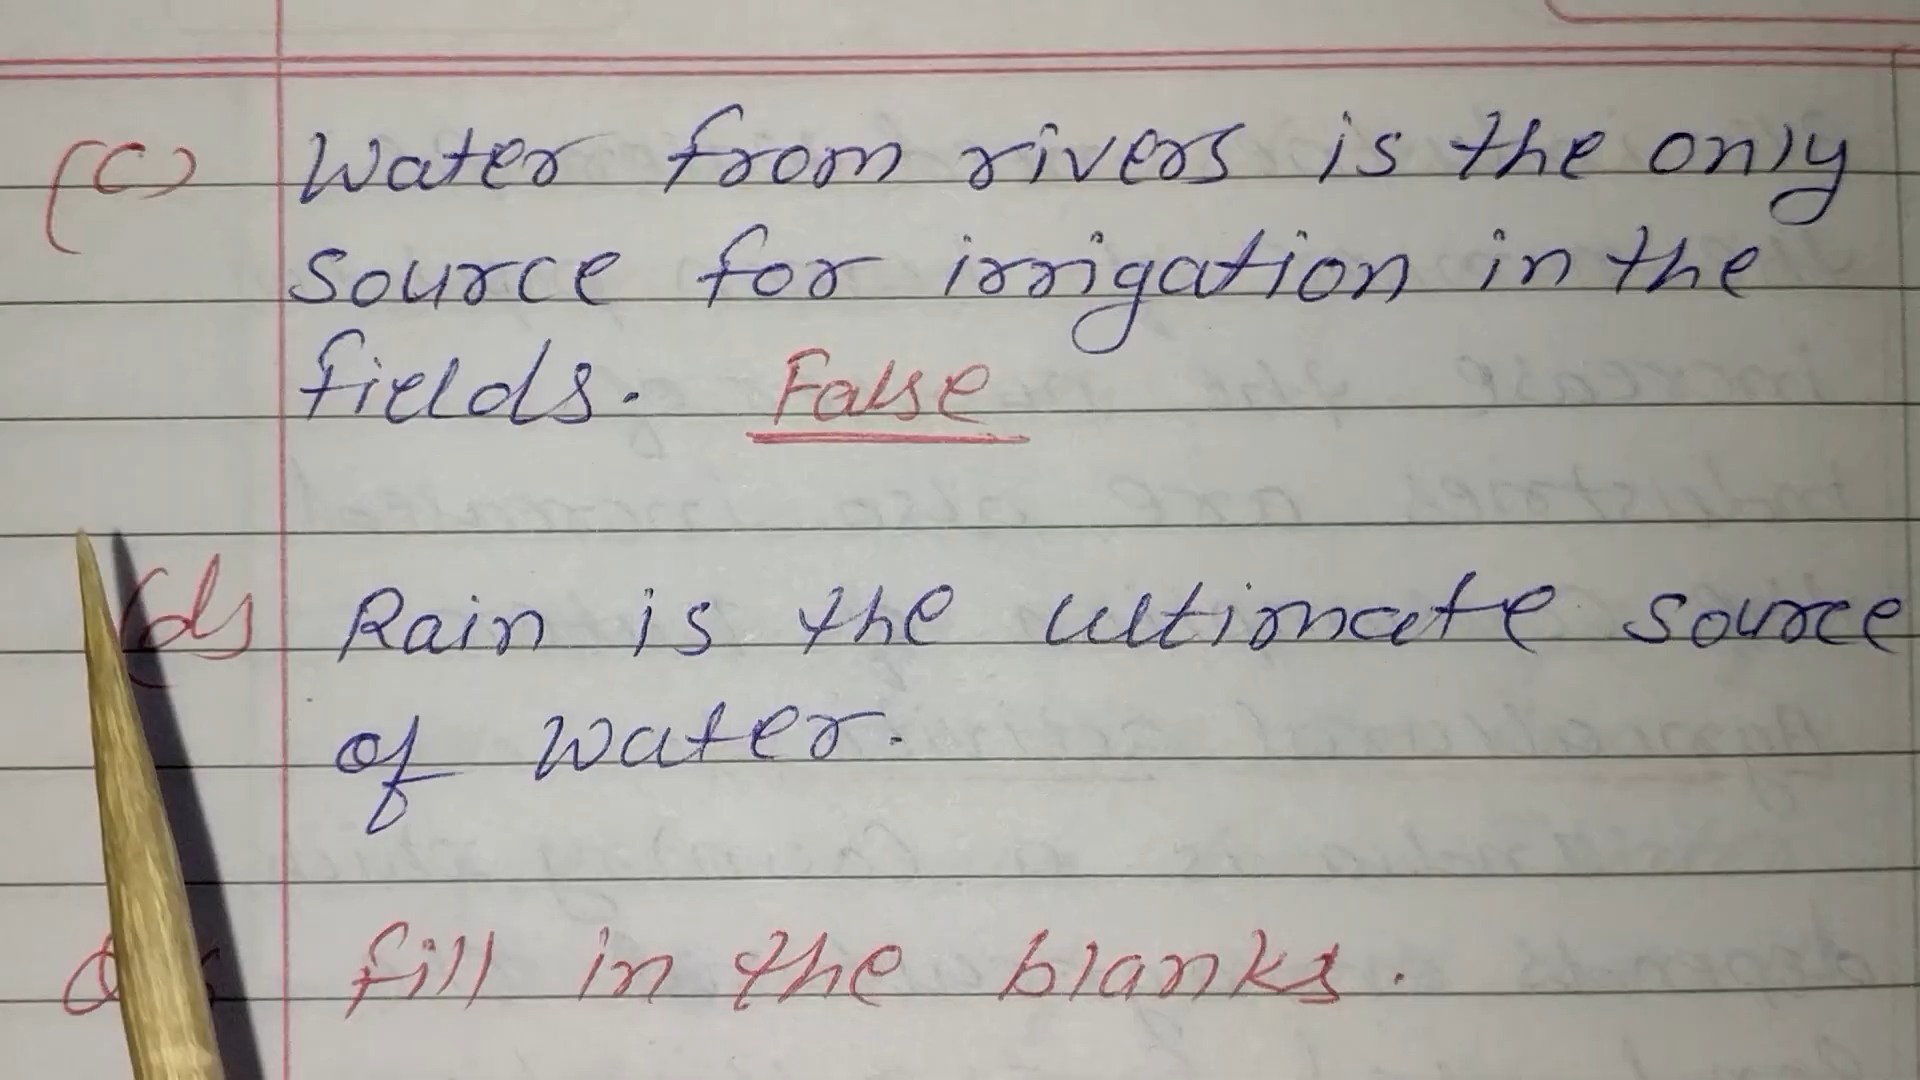 (c) Water from rivers is the only
source for irrigation in the
fields. False
(d) Rain is the ultimate source
of water.
fill in the blanks.